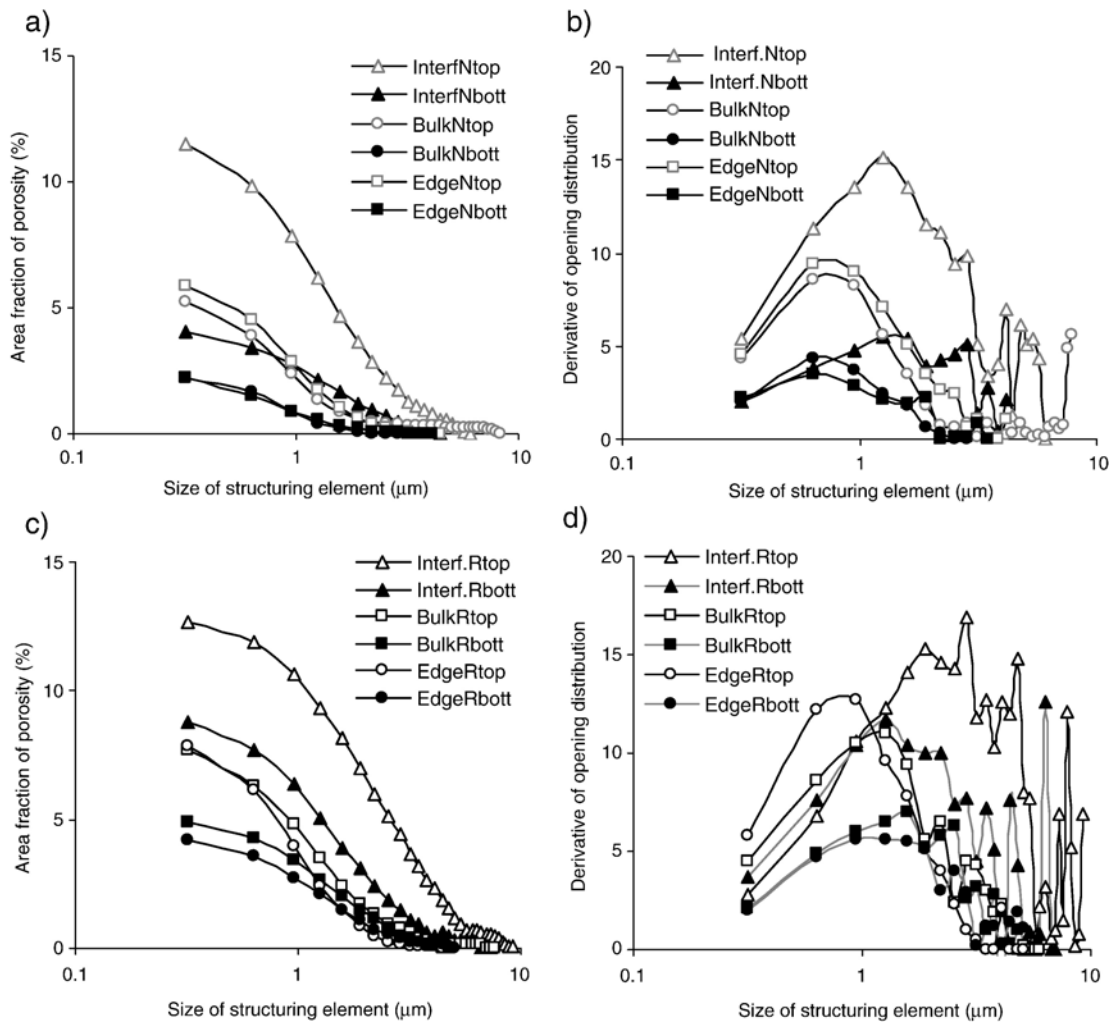 a)
Area fraction of porosity (%)
15
10
5
0
0.1
1
10
Size of structuring element (μm)
InterfNtop
InterfNbott
BulkNtop
BulkNbott
EdgeNtop
EdgeNbott
b)
Derivative of opening distribution
20
15
10
5
0
0.1
1
10
Size of structuring element (μm)
Interf.Ntop
Interf.Nbott
BulkNtop
BulkNbott
EdgeNtop
EdgeNbott
c)
Area fraction of porosity (%)
15
10
5
0
0.1
1
10
Size of structuring element (μm)
Interf.Rtop
Interf.Rbott
BulkRtop
BulkRbott
EdgeRtop
EdgeRbott
d)
Derivative of opening distribution
20
15
10
5
0
0.1
1
10
Size of structuring element (μm)
Interf.Rtop
Interf.Rbott
BulkRtop
BulkRbott
EdgeRtop
EdgeRbott